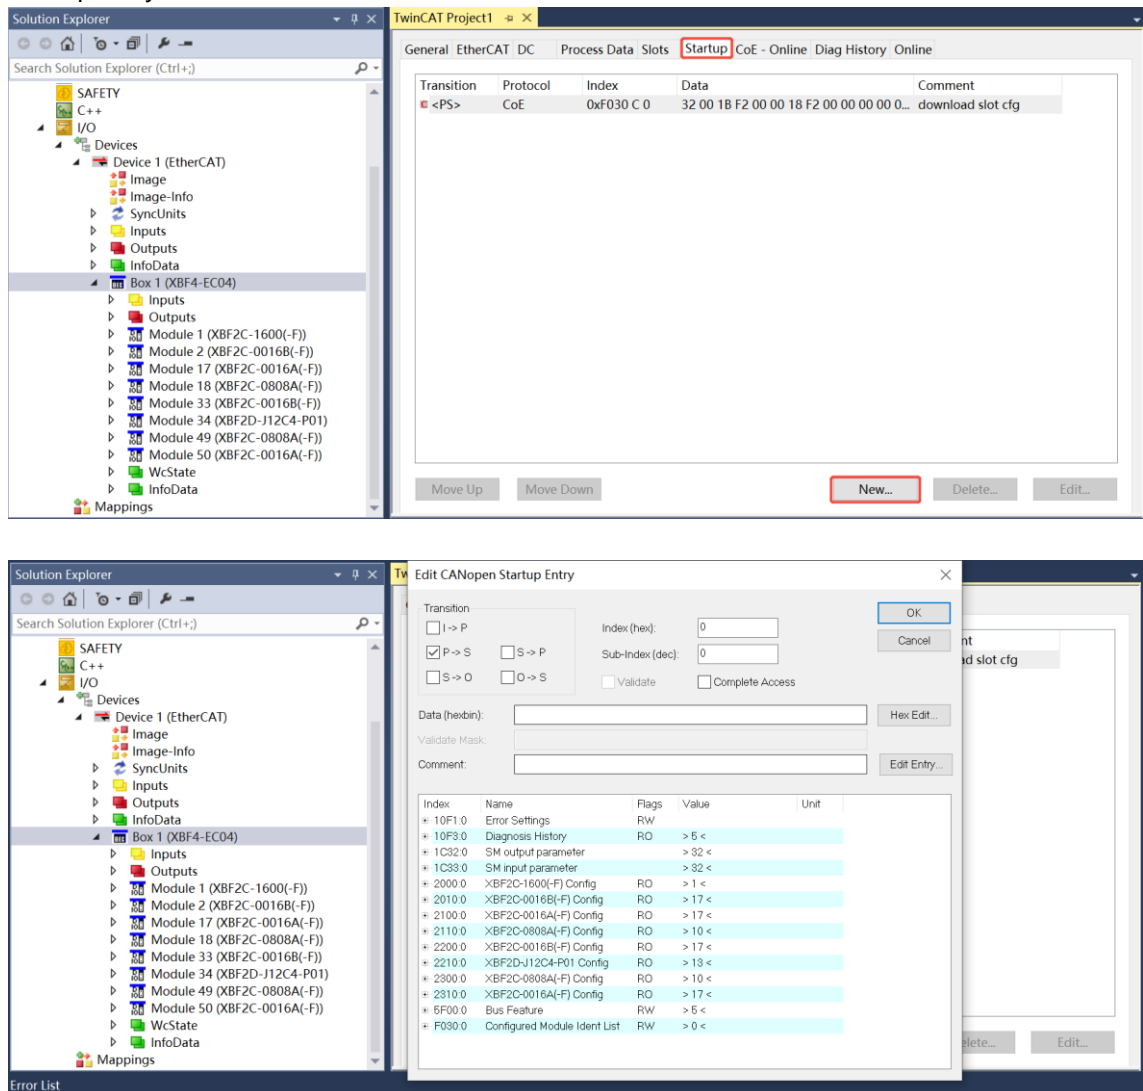 Solution Explorer
Search Solution Explorer (Ctrl+;)
SAFETY
C++
I/O
Devices
Device 1 (EtherCAT)
Image
Image-Info
SyncUnits
Inputs
Outputs
InfoData
Box 1 (XBF4-EC04)
Inputs
Outputs
Module 1 (XBF2C-1600(-F))
Module 2 (XBF2C-0016B(-F))
Module 17 (XBF2C-0016A(-F))
Module 18 (XBF2C-0808A(-F))
Module 33 (XBF2C-0016B(-F))
Module 34 (XBF2D-J12C4-P01)
Module 49 (XBF2C-0808A(-F))
Module 50 (XBF2C-0016A(-F))
WcState
InfoData
Mappings
TwinCAT Project1
General EtherCAT DC Process Data Slots Startup CoE - Online Diag History Online
Transition Protocol Index Data Comment
<PS> CoE 0xF030 C 0 32 00 1B F2 00 00 18 F2 00 00 00 00 0... download slot cfg
Move Up Move Down New... Delete... Edit...
Solution Explorer
Search Solution Explorer (Ctrl+;)
SAFETY
C++
I/O
Devices
Device 1 (EtherCAT)
Image
Image-Info
SyncUnits
Inputs
Outputs
InfoData
Box 1 (XBF4-EC04)
Inputs
Outputs
Module 1 (XBF2C-1600(-F))
Module 2 (XBF2C-0016B(-F))
Module 17 (XBF2C-0016A(-F))
Module 18 (XBF2C-0808A(-F))
Module 33 (XBF2C-0016B(-F))
Module 34 (XBF2D-J12C4-P01)
Module 49 (XBF2C-0808A(-F))
Module 50 (XBF2C-0016A(-F))
WcState
InfoData
Mappings
Error List
Tw
Edit CANopen Startup Entry
Transition
I -> P
P -> S S -> P
S -> O O -> S
Index (hex): 0
Sub-Index (dec): 0
Validate Complete Access
OK
Cancel
Data (hexbin): Hex Edit...
Validate Mask:
Comment: Edit Entry...
Index Name Flags Value Unit
10F1:0 Error Settings RW
10F3:0 Diagnosis History RO > 5 <
1C32:0 SM output parameter > 32 <
1C33:0 SM input parameter > 32 <
2000:0 XBF2C-1600(-F) Config RO > 1 <
2010:0 XBF2C-0016B(-F) Config RO > 17 <
2100:0 XBF2C-0016A(-F) Config RO > 17 <
2110:0 XBF2C-0808A(-F) Config RO > 10 <
2200:0 XBF2C-0016B(-F) Config RO > 17 <
2210:0 XBF2D-J12C4-P01 Config RO > 13 <
2300:0 XBF2C-0808A(-F) Config RO > 10 <
2310:0 XBF2C-0016A(-F) Config RO > 17 <
5F00:0 Bus Feature RW > 5 <
F030:0 Configured Module Ident List RW > 0 <
nt
ad slot cfg
elete... Edit...